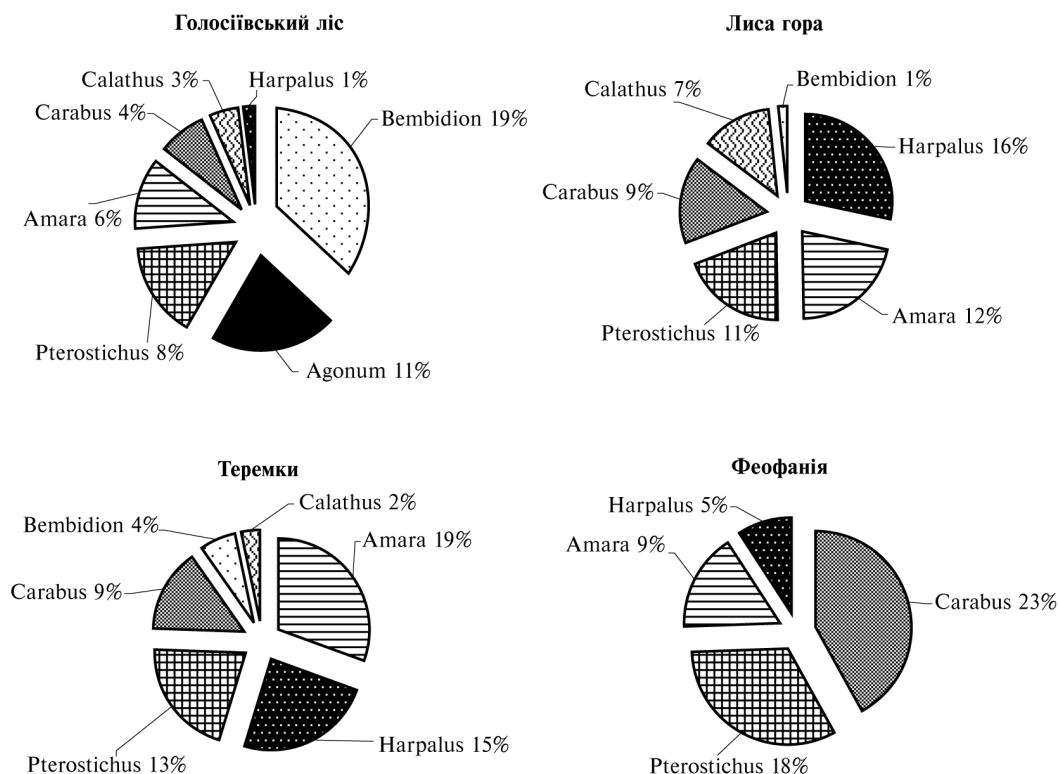 Голосіївський ліс
Calathus 3%
Harpalus 1%
Carabus 4%
Bembidion 19%
Amara 6%
Pterostichus 8%
Agonum 11%
Лиса гора
Bembidion 1%
Calathus 7%
Harpalus 16%
Carabus 9%
Amara 12%
Pterostichus 11%
Теремки
Calathus 2%
Bembidion 4%
Amara 19%
Carabus 9%
Harpalus 15%
Pterostichus 13%
Феофанія
Harpalus 5%
Amara 9%
Carabus 23%
Pterostichus 18%